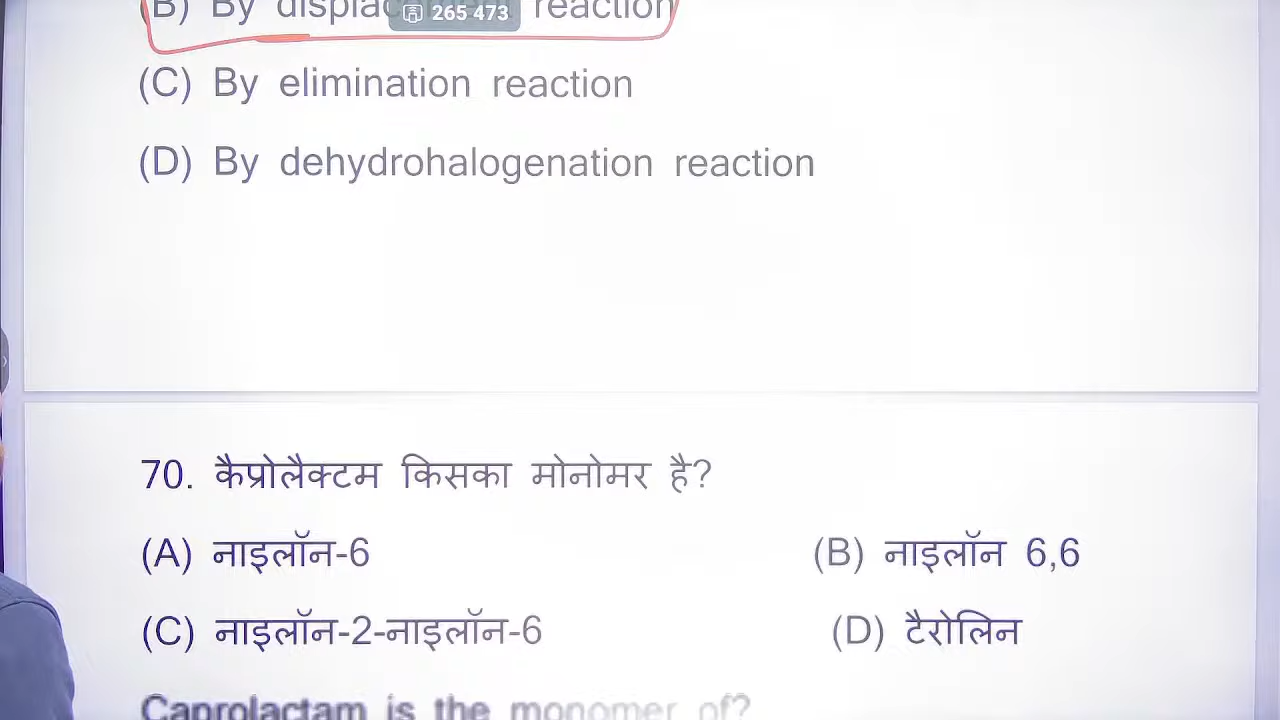 B) By displacement reaction
265 473
(C) By elimination reaction
(D) By dehydrohalogenation reaction
70. कैप्रोलैक्टम किसका मोनोमर है?
(A) नाइलॉन-6 (B) नाइलॉन 6,6
(C) नाइलॉन-2-नाइलॉन-6 (D) टैरोलिन
Caprolactam is the monomer of?